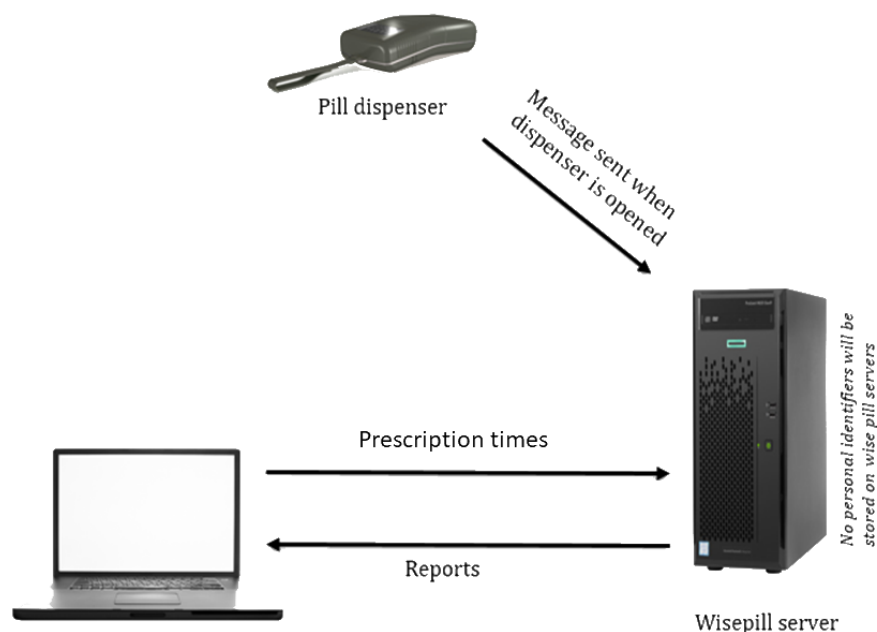 Pill dispenser
Message sent when
dispenser is opened
No personal identifiers will be
stored on wise pill servers
Prescription times
Reports
Wisepill server